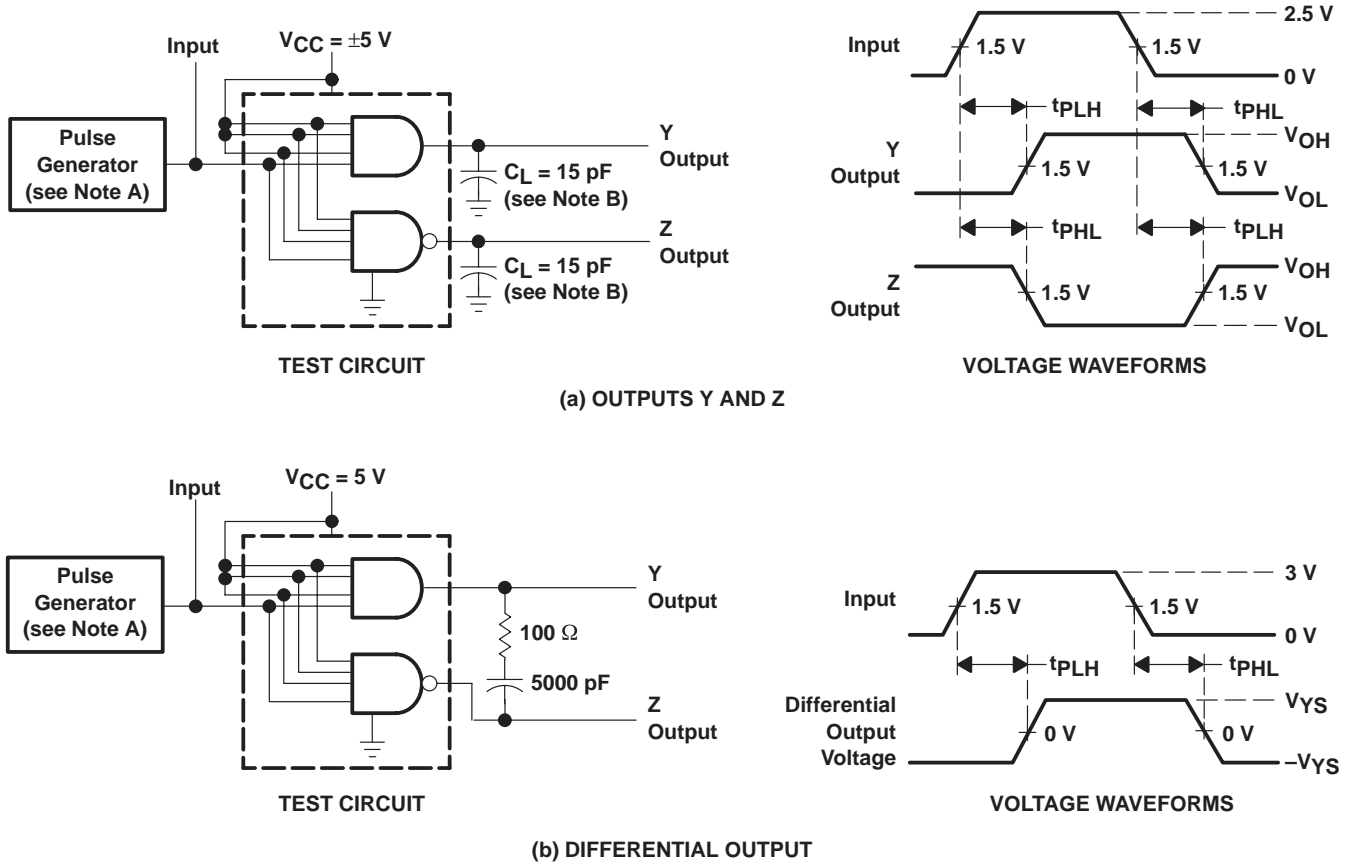 Input
VCC = ±5 V
Pulse
Generator
(see Note A)
Y
Output
CL = 15 pF
(see Note B)
Z
Output
CL = 15 pF
(see Note B)
TEST CIRCUIT
Input
2.5 V
1.5 V
1.5 V
0 V
tPLH
tPHL
Y
Output
VOH
1.5 V
1.5 V
VOL
tPHL
tPLH
Z
Output
VOH
1.5 V
1.5 V
VOL
VOLTAGE WAVEFORMS
(a) OUTPUTS Y AND Z
Input
VCC = 5 V
Pulse
Generator
(see Note A)
Y
Output
100 Ω
5000 pF
Z
Output
TEST CIRCUIT
Input
3 V
1.5 V
1.5 V
0 V
tPLH
tPHL
Differential
Output
Voltage
VYS
0 V
0 V
–VYS
VOLTAGE WAVEFORMS
(b) DIFFERENTIAL OUTPUT